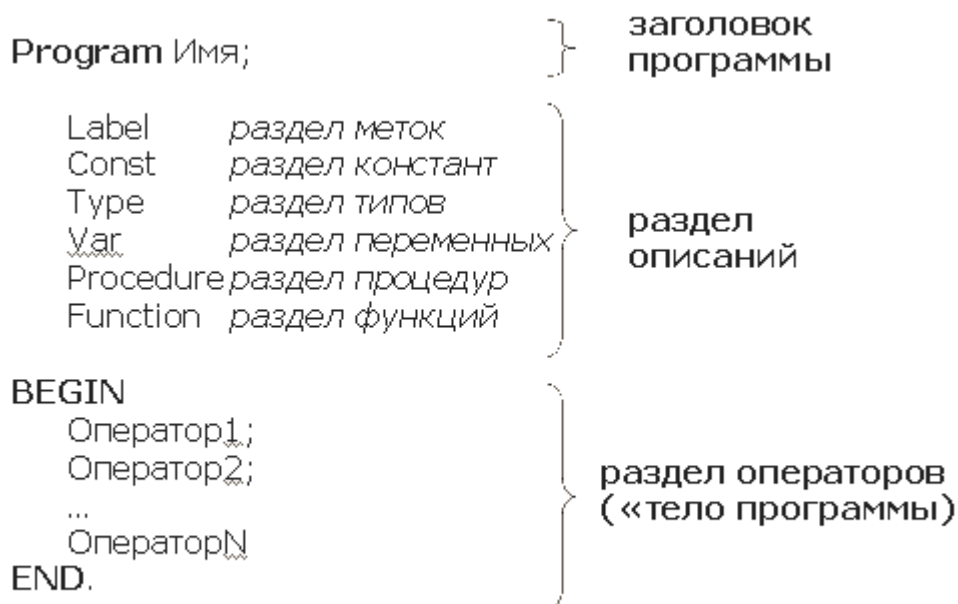 Program Имя;
заголовок
программы
Label раздел меток
Const раздел констант
Type раздел типов
Var раздел переменных
Procedure раздел процедур
Function раздел функций
раздел
описаний
BEGIN
Оператор1;
Оператор2;
...
ОператорN
END.
раздел операторов
(«тело программы)